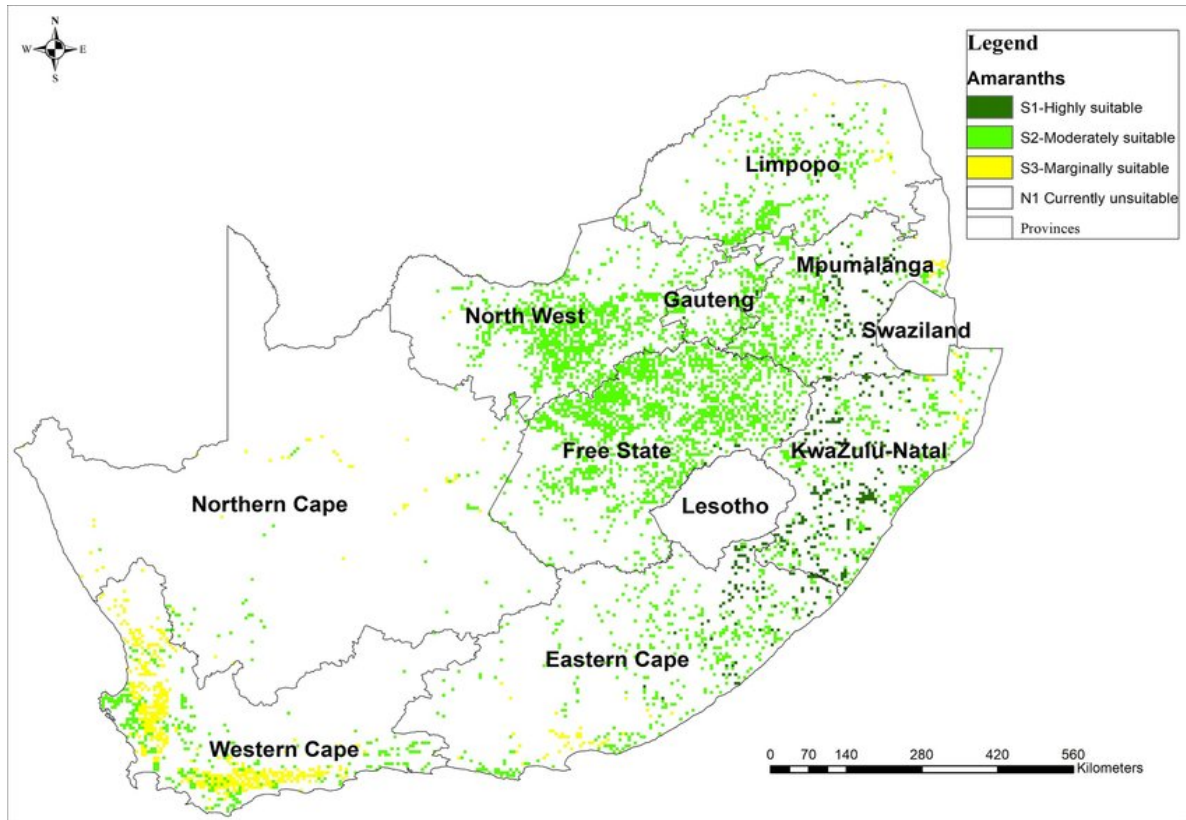 N
W E
S
Legend
Amaranths
S1-Highly suitable
S2-Moderately suitable
S3-Marginally suitable
N1 Currently unsuitable
Provinces
Limpopo
Mpumalanga
Gauteng
North West
Swaziland
Free State
KwaZulu-Natal
Northern Cape
Lesotho
Eastern Cape
Western Cape
0 70 140 280 420 560
Kilometers